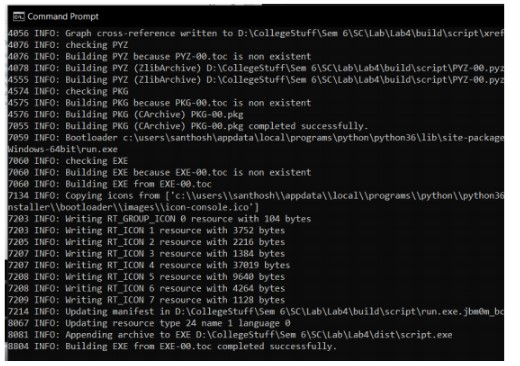 Command Prompt
4056 INFO: Graph cross-reference written to D:\CollegeStuff\Sem 6\SC\Lab\Lab4\build\script\xref
4076 INFO: checking PYZ
4076 INFO: Building PYZ because PYZ-00.toc is non existent
4078 INFO: Building PYZ (ZlibArchive) D:\CollegeStuff\Sem 6\SC\Lab\Lab4\build\script\PYZ-00.pyz
4555 INFO: Building PYZ (ZlibArchive) D:\CollegeStuff\Sem 6\SC\Lab\Lab4\build\script\PYZ-00.pyz
4574 INFO: checking PKG
4575 INFO: Building PKG because PKG-00.toc is non existent
4576 INFO: Building PKG (CArchive) PKG-00.pkg
7055 INFO: Building PKG (CArchive) PKG-00.pkg completed successfully.
7059 INFO: Bootloader c:\users\santhosh\appdata\local\programs\python\python36\lib\site-package
Windows-64bit\run.exe
7060 INFO: checking EXE
7060 INFO: Building EXE because EXE-00.toc is non existent
7060 INFO: Building EXE from EXE-00.toc
7134 INFO: Copying icons from ['c:\\users\\santhosh\\appdata\\local\\programs\\python\\python36
nstaller\\bootloader\\images\\icon-console.ico']
7203 INFO: Writing RT_GROUP_ICON 0 resource with 104 bytes
7203 INFO: Writing RT_ICON 1 resource with 3752 bytes
7205 INFO: Writing RT_ICON 2 resource with 2216 bytes
7207 INFO: Writing RT_ICON 3 resource with 1384 bytes
7207 INFO: Writing RT_ICON 4 resource with 37019 bytes
7208 INFO: Writing RT_ICON 5 resource with 9640 bytes
7208 INFO: Writing RT_ICON 6 resource with 4264 bytes
7209 INFO: Writing RT_ICON 7 resource with 1128 bytes
7214 INFO: Updating manifest in D:\CollegeStuff\Sem 6\SC\Lab\Lab4\build\script\run.exe.jbm0m_bc
8067 INFO: Updating resource type 24 name 1 language 0
8081 INFO: Appending archive to EXE D:\CollegeStuff\Sem 6\SC\Lab\Lab4\dist\script.exe
8804 INFO: Building EXE from EXE-00.toc completed successfully.